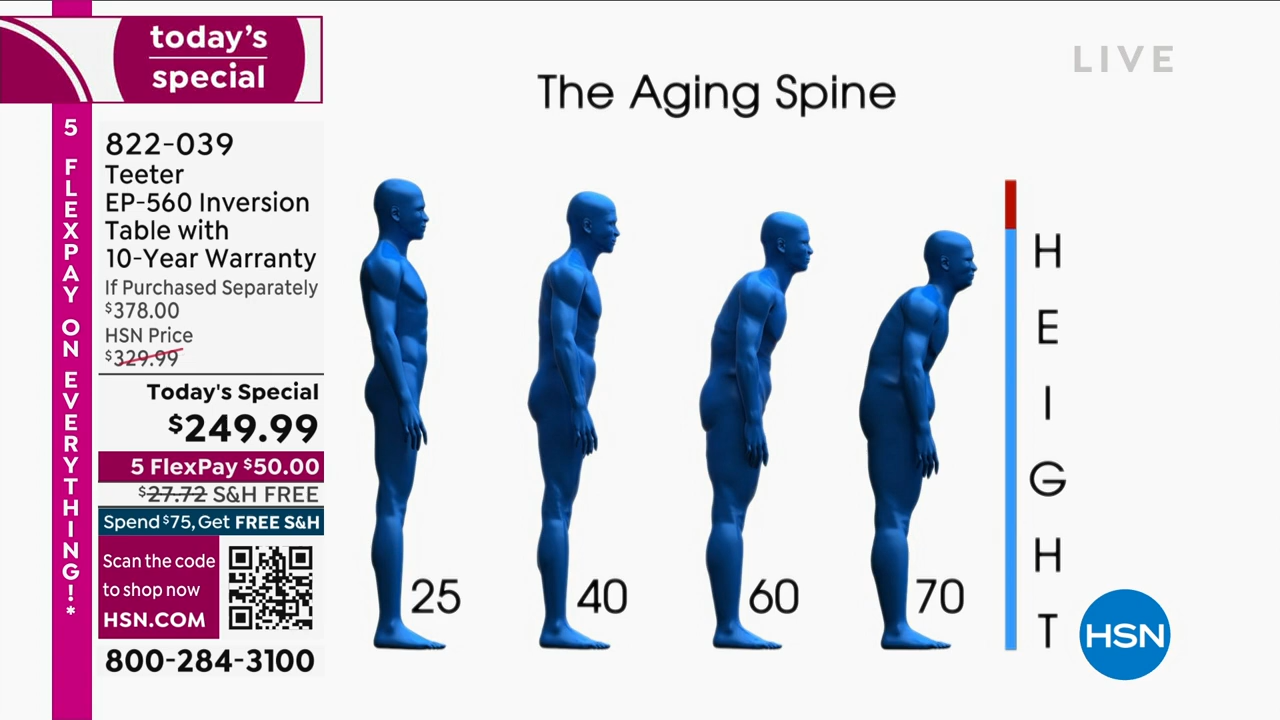 today's
special
5 FLEXPAY ON EVERYTHING!*
822-039
Teeter
EP-560 Inversion
Table with
10-Year Warranty
If Purchased Separately
$378.00
HSN Price
$329.99
Today's Special
$249.99
5 FlexPay $50.00
$27.72 S&H FREE
Spend $75, Get FREE S&H
Scan the code
to shop now
HSN.COM
800-284-3100
LIVE
The Aging Spine
25
40
60
70
HEIGHT
HSN